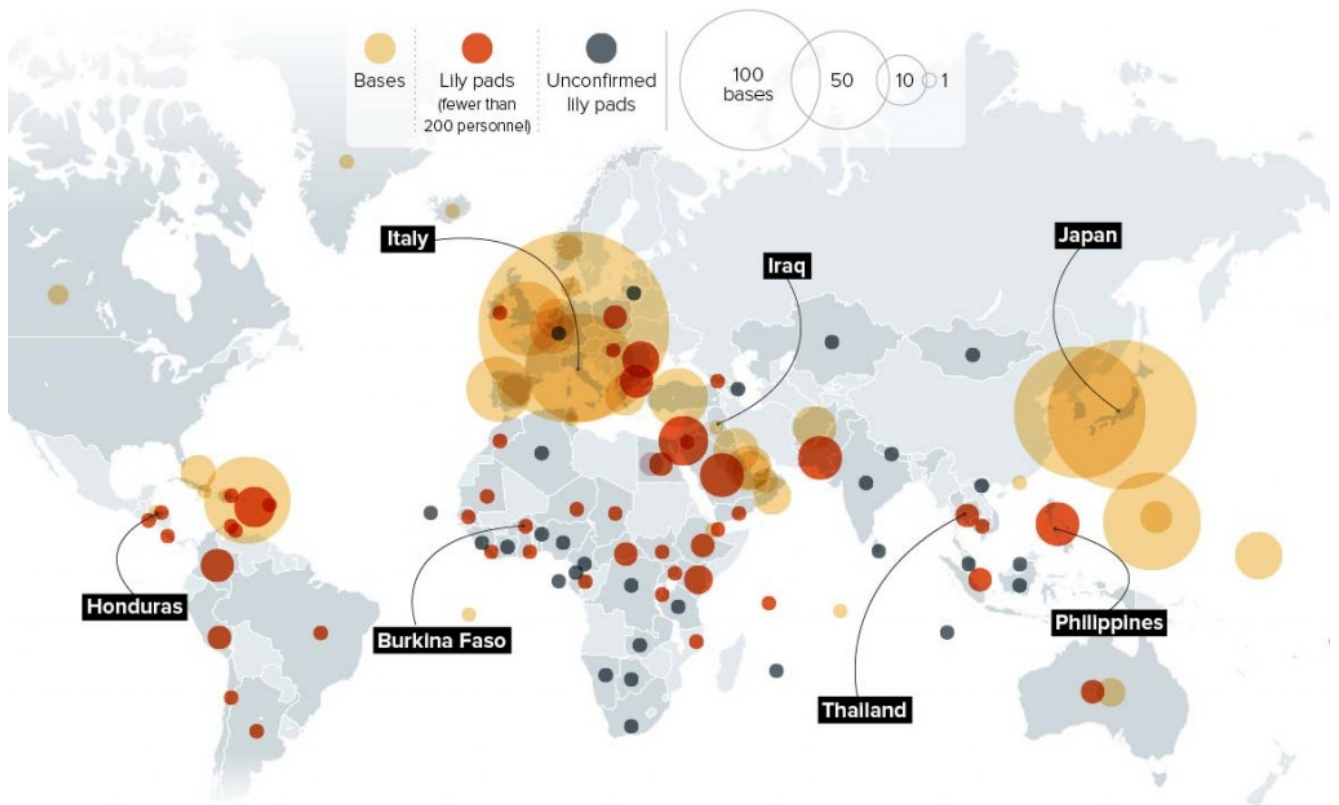 Bases
Lily pads
(fewer than
200 personnel)
Unconfirmed
lily pads
100
bases
50
10
1
Italy
Iraq
Japan
Honduras
Burkina Faso
Thailand
Philippines